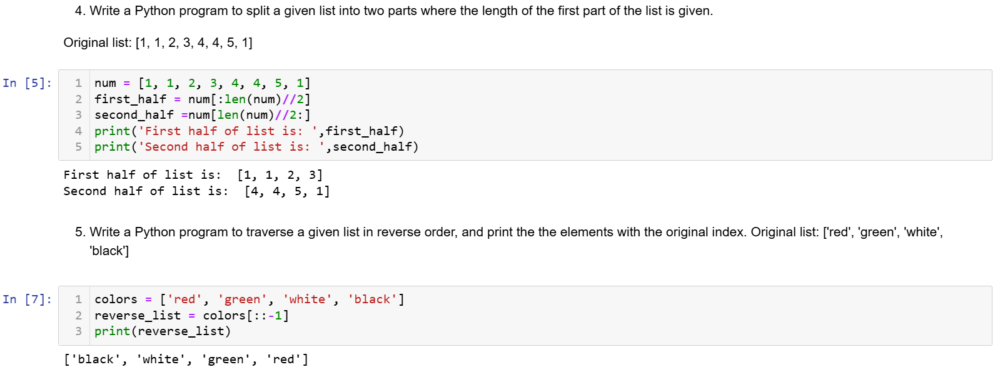 4. Write a Python program to split a given list into two parts where the length of the first part of the list is given.
Original list: [1, 1, 2, 3, 4, 4, 5, 1]
In [5]:
1 num = [1, 1, 2, 3, 4, 4, 5, 1]
2 first_half = num[:len(num)//2]
3 second_half =num[len(num)//2:]
4 print('First half of list is: ',first_half)
5 print('Second half of list is: ',second_half)
First half of list is:  [1, 1, 2, 3]
Second half of list is:  [4, 4, 5, 1]
5. Write a Python program to traverse a given list in reverse order, and print the the elements with the original index. Original list: ['red', 'green', 'white',
'black']
In [7]:
1 colors = ['red', 'green', 'white', 'black']
2 reverse_list = colors[::-1]
3 print(reverse_list)
['black', 'white', 'green', 'red']